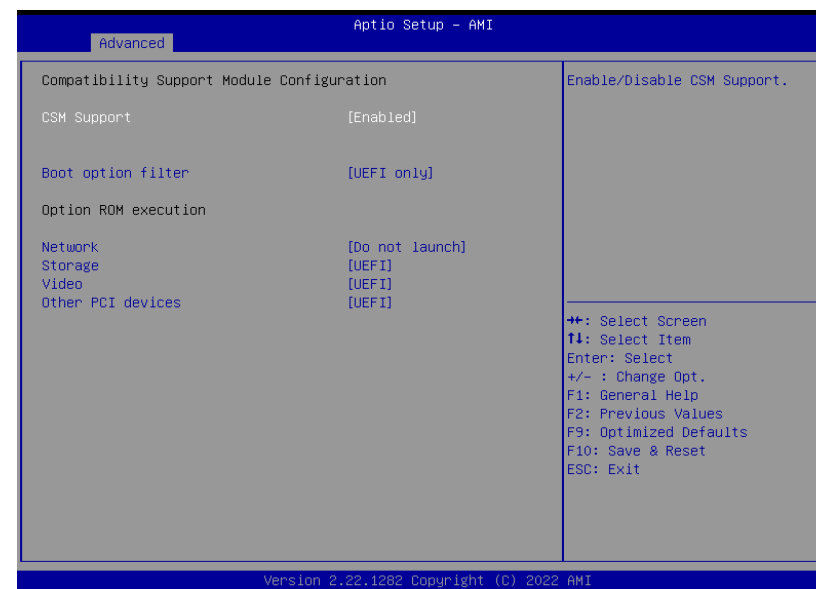 Aptio Setup - AMI
Advanced
Compatibility Support Module Configuration
CSM Support [Enabled]
Boot option filter [UEFI only]
Option ROM execution
Network [Do not launch]
Storage [UEFI]
Video [UEFI]
Other PCI devices [UEFI]
Enable/Disable CSM Support.
→←: Select Screen
↑↓: Select Item
Enter: Select
+/- : Change Opt.
F1: General Help
F2: Previous Values
F9: Optimized Defaults
F10: Save & Reset
ESC: Exit
Version 2.22.1282 Copyright (C) 2022 AMI